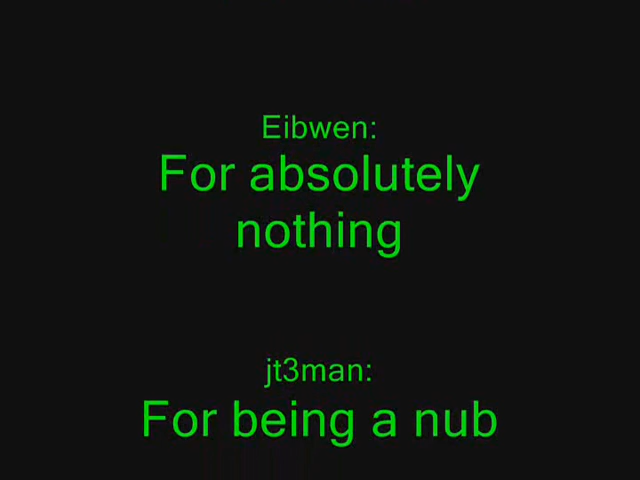 Eibwen:
For absolutely
nothing
jt3man:
For being a nub